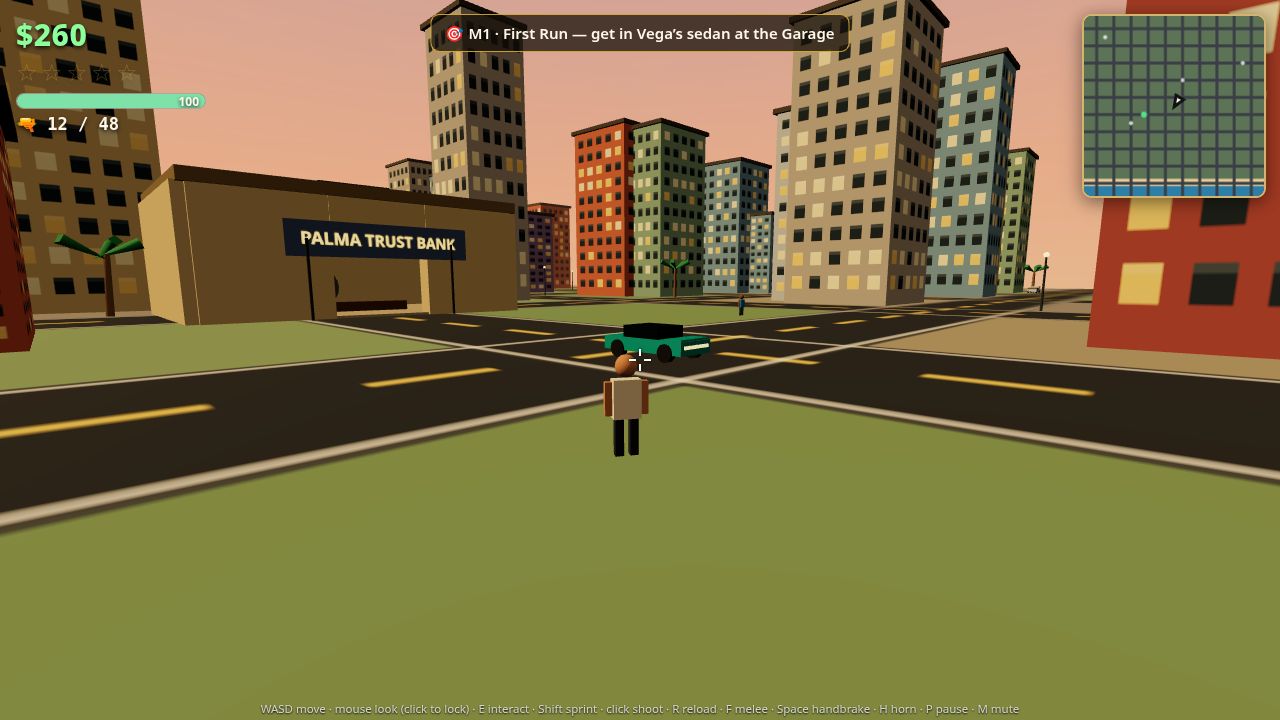 $260
🎯 M1 · First Run — get in Vega’s sedan at the Garage
☆ ☆ ☆ ☆ ☆
100
12 / 48
PALMA TRUST BANK
WASD move · mouse look (click to lock) · E interact · Shift sprint · click shoot · R reload · F melee · Space handbrake · H horn · P pause · M mute